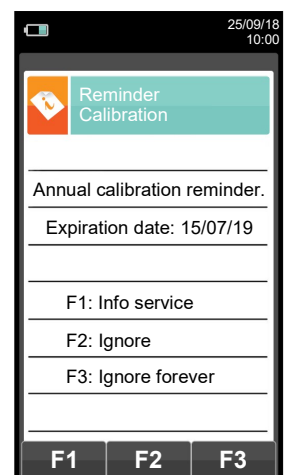 25/09/18
10:00
Reminder
Calibration
Annual calibration reminder.
Expiration date: 15/07/19
F1: Info service
F2: Ignore
F3: Ignore forever
F1 F2 F3